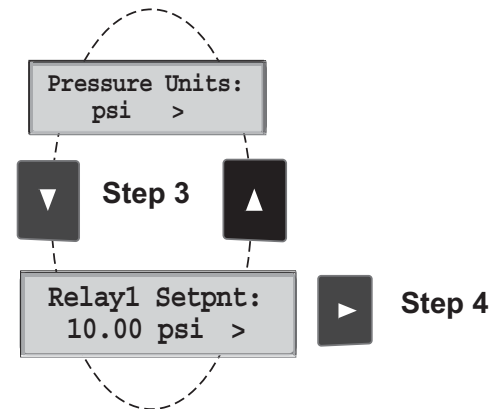 Pressure Units:
psi >
Step 3
Relay1 Setpnt:
10.00 psi >
Step 4